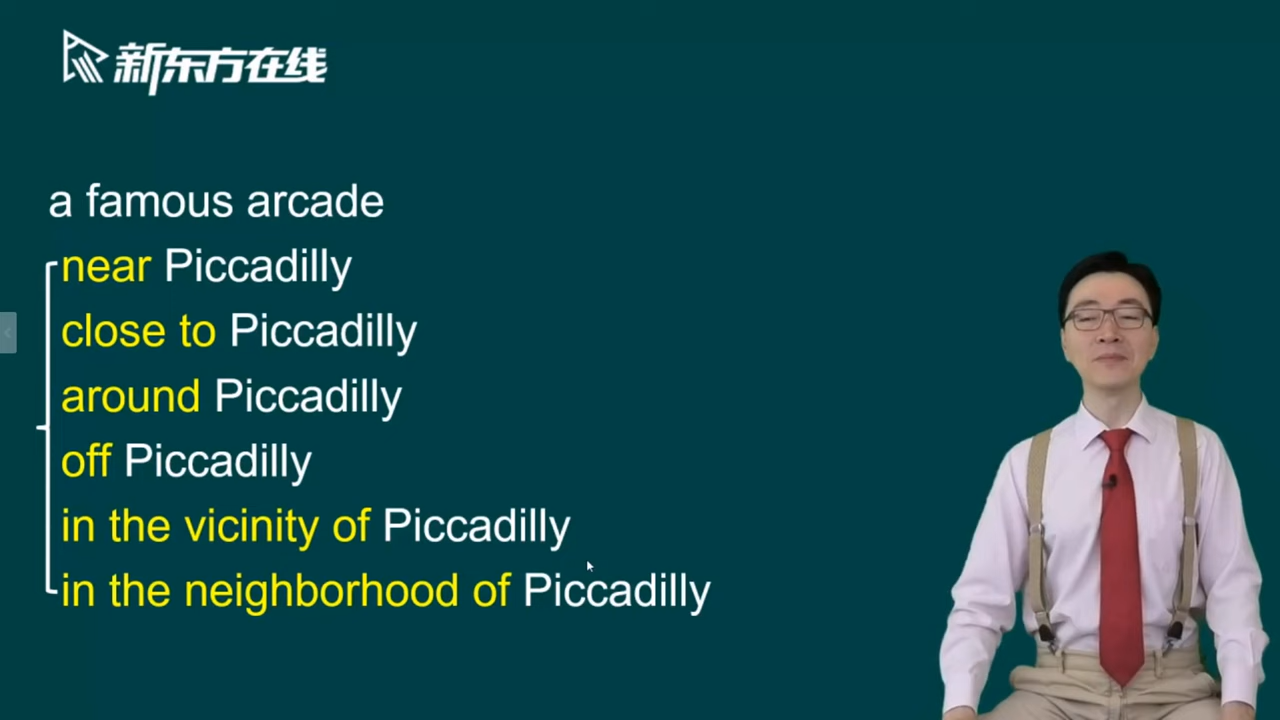 新东方在线
a famous arcade
near Piccadilly
close to Piccadilly
around Piccadilly
off Piccadilly
in the vicinity of Piccadilly
in the neighborhood of Piccadilly